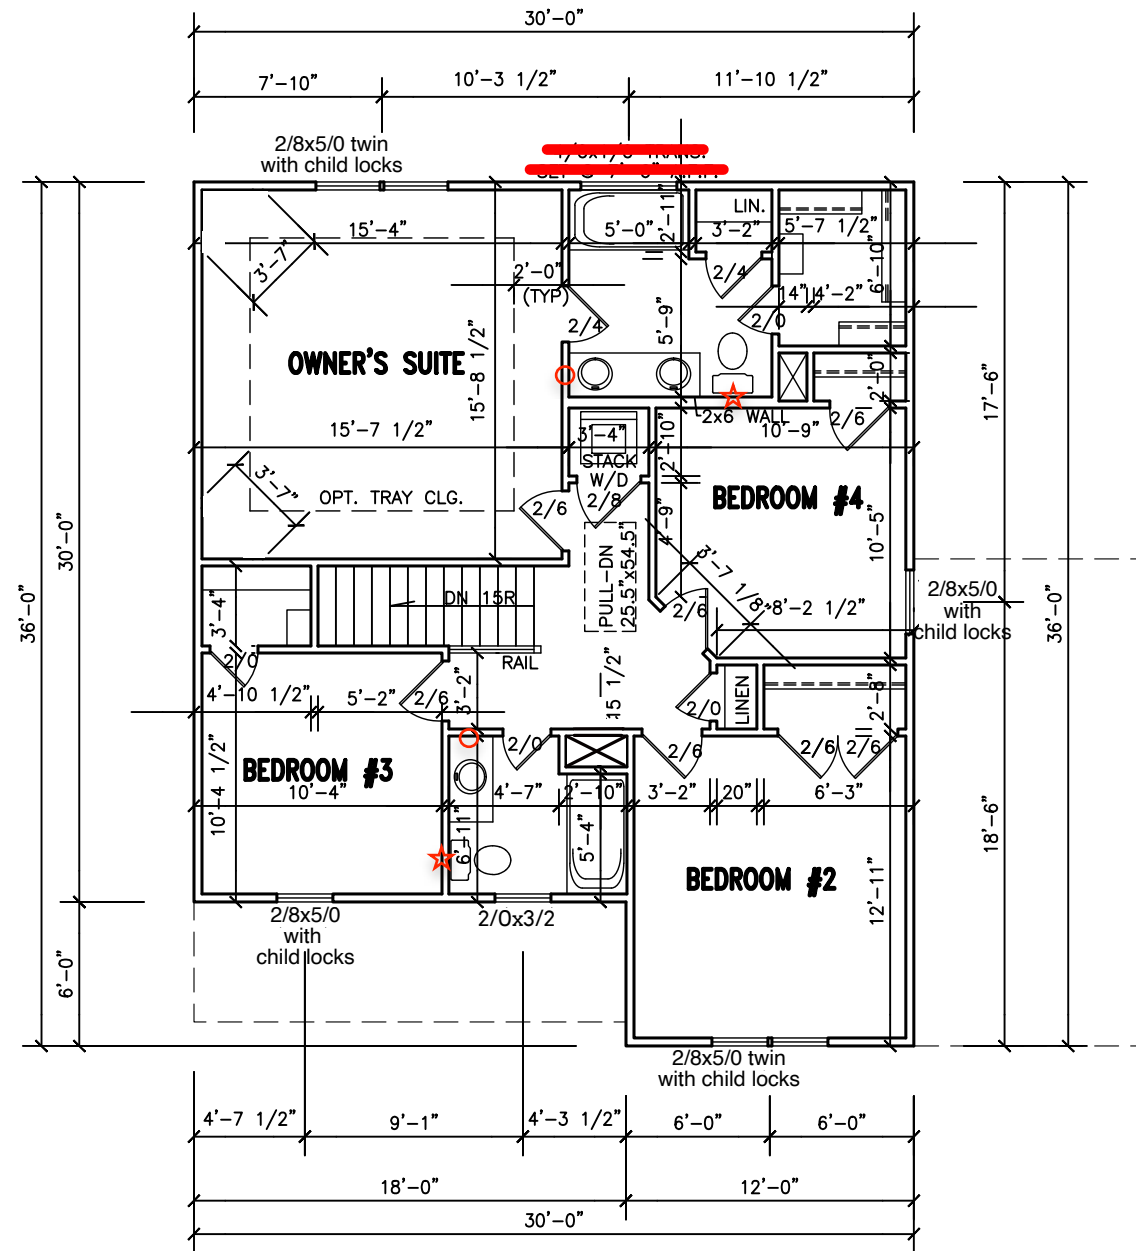 30'-0"
7'-10"
10'-3 1/2"
11'-10 1/2"
2/8x5/0 twin
with child locks
LIN.
15'-4"
5'-0"
2'-11"
3'-2"
5'-7 1/2"
3'-7"
2'-0"
(TYP)
2/4
6'-10"
14"
4'-2"
2/4
2/0
5'-9"
OWNER'S SUITE
15'-8 1/2"
2'-0"
17'-6"
2x6 WALL
2/6
15'-7 1/2"
3'-4"
10'-9"
STACK
W/D
2'-10"
3'-7"
OPT. TRAY CLG.
2/6
2/8
BEDROOM #4
4'-9"
10'-5"
30'-0"
36'-0"
PULL-DN
25.5"x54.5"
3'-7 1/8"
2/8x5/0
with
child locks
DN 15R
2/6
8'-2 1/2"
36'-0"
3'-4"
RAIL
2/0
4'-10 1/2"
5'-2"
2/6
3'-2"
15 1/2"
2/0
LINEN
2'-8"
2/0
2/6
2/6
2/6
BEDROOM #3
10'-4 1/2"
10'-4"
4'-7"
2'-10"
3'-2"
20"
6'-3"
6'-11"
5'-4"
18'-6"
BEDROOM #2
12'-11"
2/8x5/0
with
child locks
2/0x3/2
6'-0"
2/8x5/0 twin
with child locks
4'-7 1/2"
9'-1"
4'-3 1/2"
6'-0"
6'-0"
18'-0"
12'-0"
30'-0"